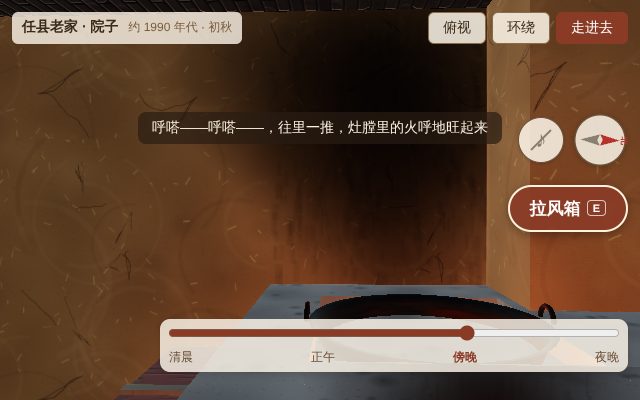 任县老家 · 院子 约 1990 年代 · 初秋
俯视
环绕
走进去
呼嗒——呼嗒——，往里一推，灶膛里的火呼地旺起来
拉风箱 E
清晨 正午 傍晚 夜晚